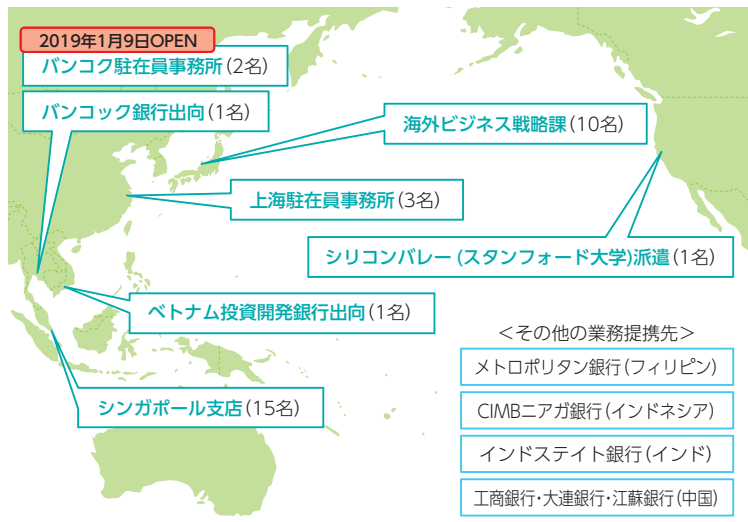 2019年1月9日OPEN
バンコク駐在員事務所(2名)
バンコック銀行出向(1名)
海外ビジネス戦略課(10名)
上海駐在員事務所(3名)
シリコンバレー(スタンフォード大学)派遣(1名)
ベトナム投資開発銀行出向(1名)
シンガポール支店(15名)
＜その他の業務提携先＞
メトロポリタン銀行(フィリピン)
CIMBニアガ銀行(インドネシア)
インドステイト銀行(インド)
工商銀行・大連銀行・江蘇銀行(中国)